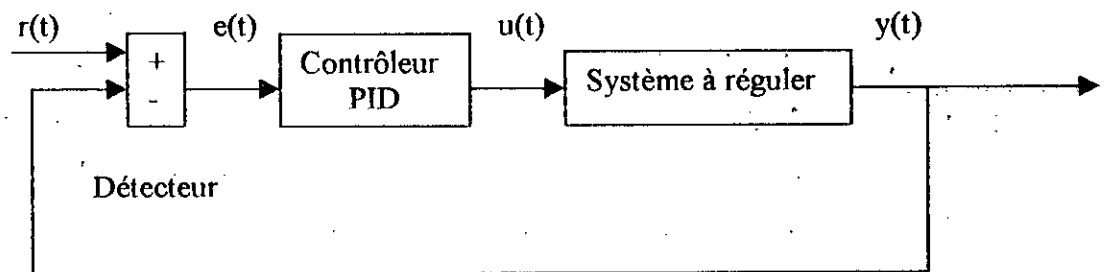 r(t)
e(t)
u(t)
y(t)
+
-
Contrôleur
PID
Système à réguler
Détecteur